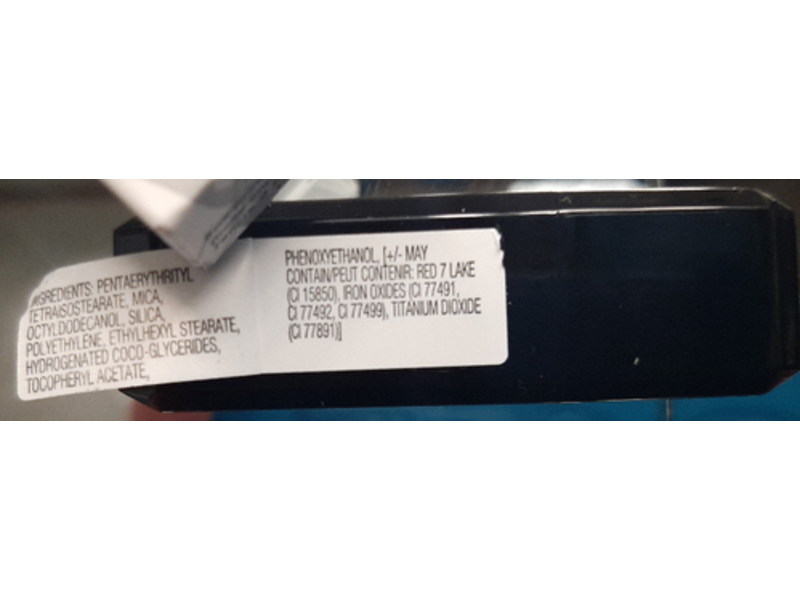 INGREDIENTS: PENTAERYTHRITYL
TETRAISOSTEARATE, MICA,
OCTYLDODECANOL, SILICA,
POLYETHYLENE, ETHYLHEXYL STEARATE,
HYDROGENATED COCO-GLYCERIDES,
TOCOPHERYL ACETATE,
PHENOXYETHANOL, [+/- MAY
CONTAIN/PEUT CONTENIR: RED 7 LAKE
(CI 15850), IRON OXIDES (CI 77491,
CI 77492, CI 77499), TITANIUM DIOXIDE
(CI 77891)]